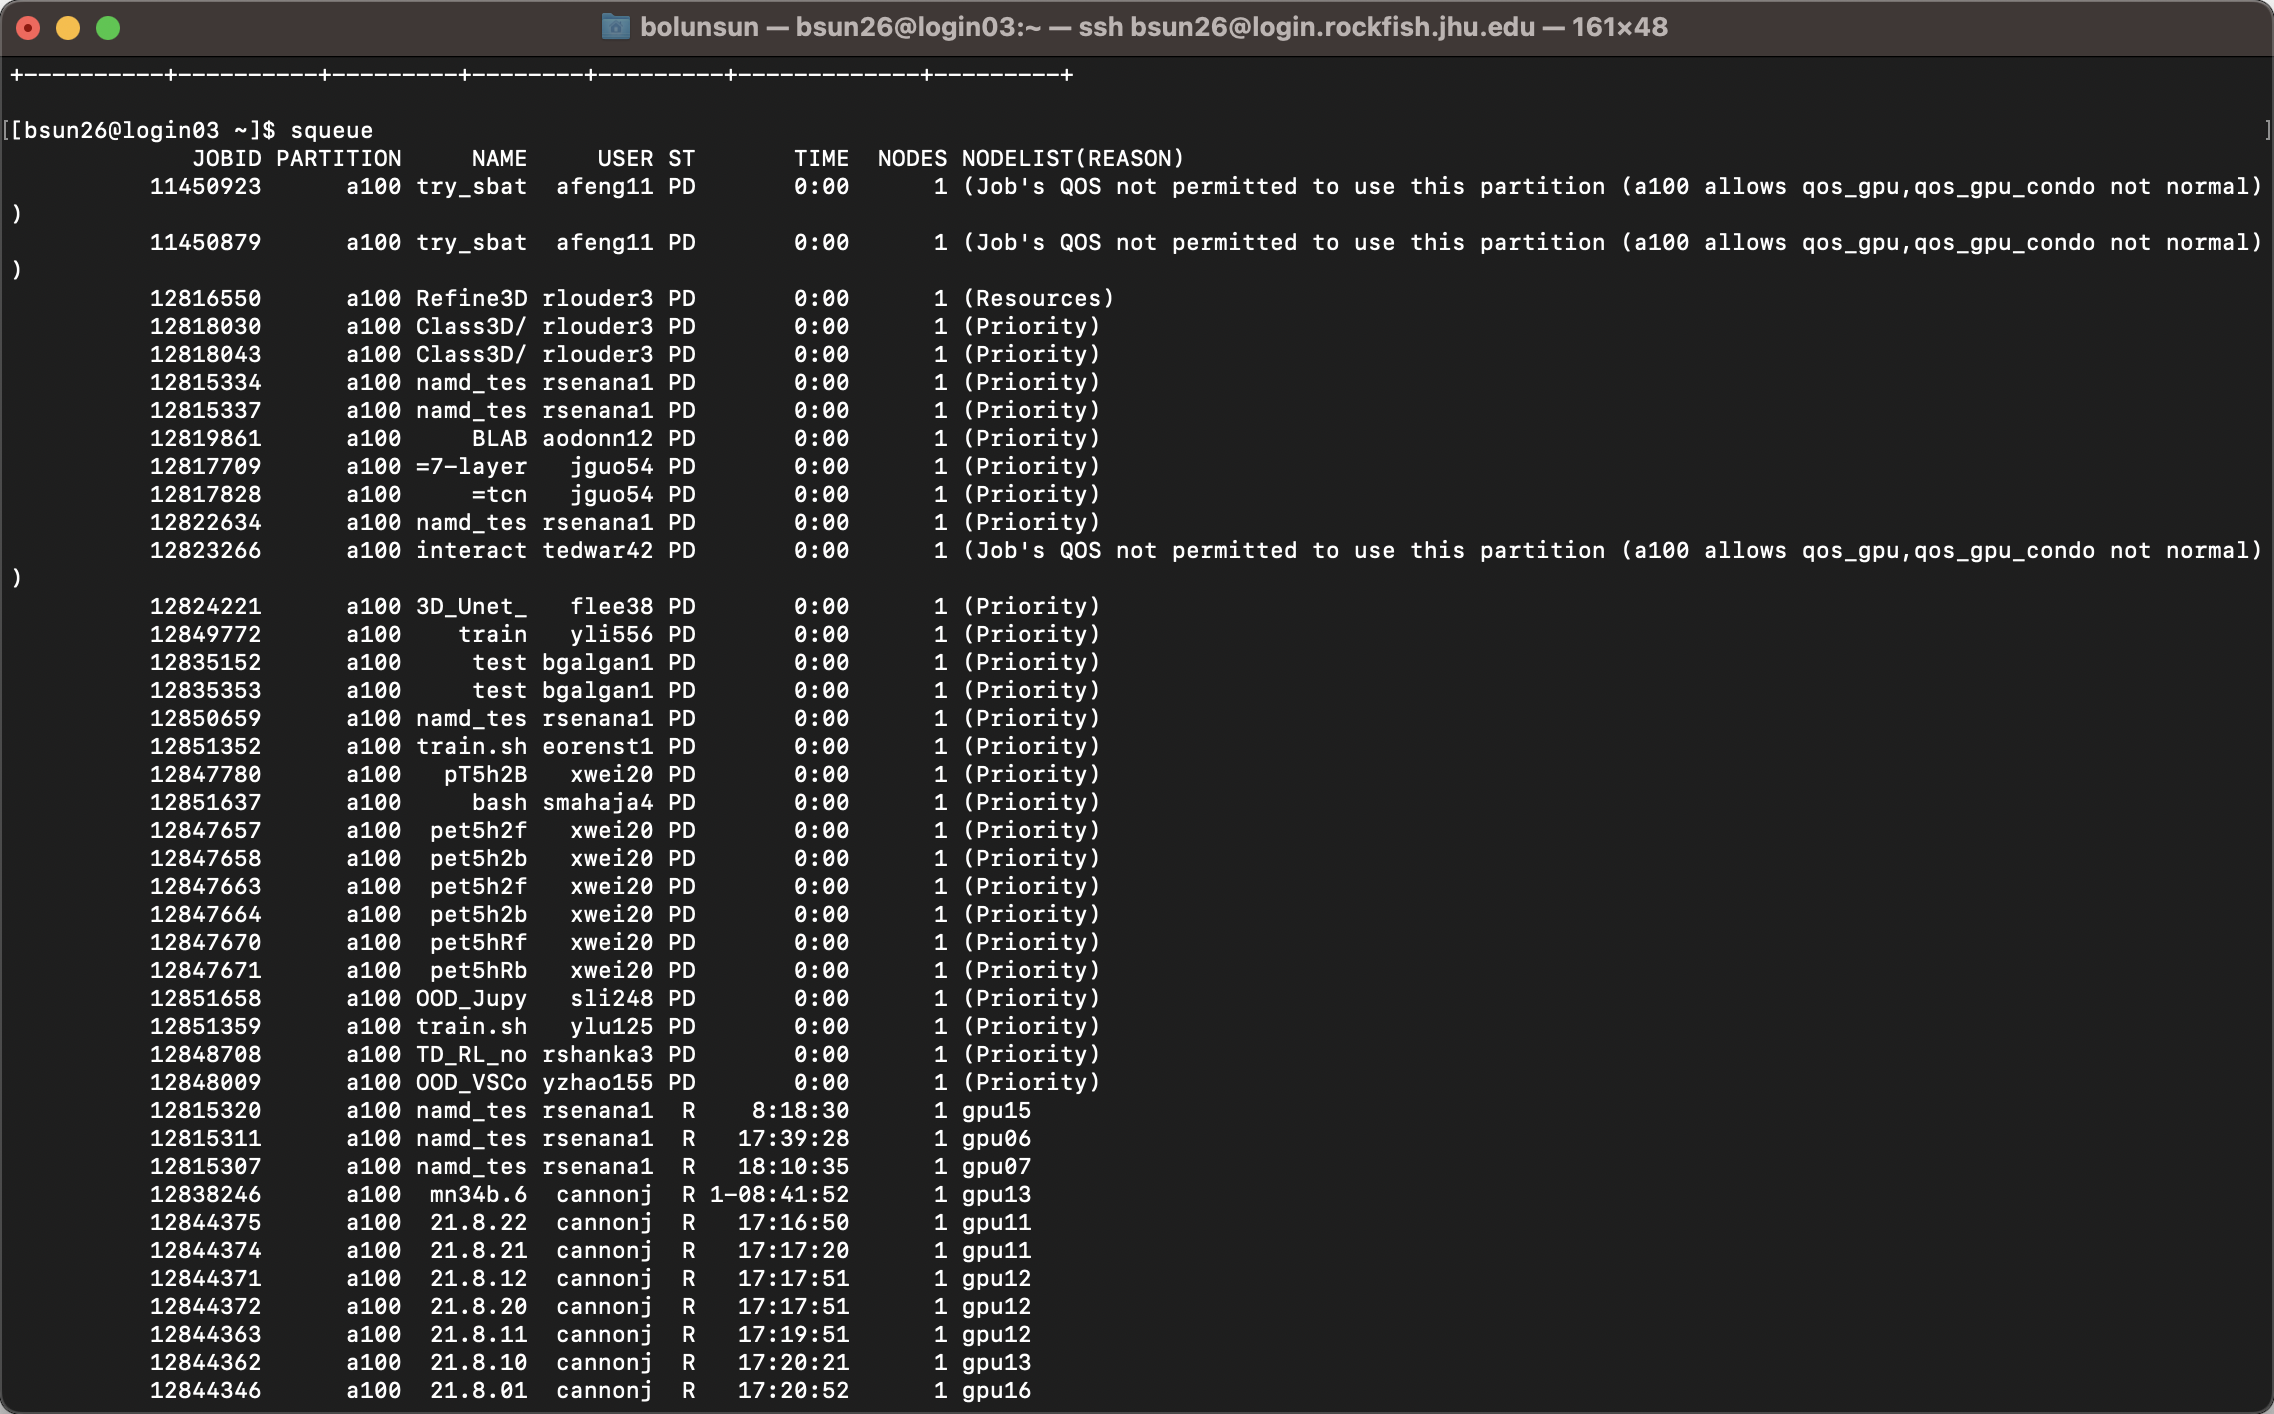 bolunsun — bsun26@login03:~ — ssh bsun26@login.rockfish.jhu.edu — 161×48
+----------+----------+---------+--------+---------+-------------+---------+
[[bsun26@login03 ~]$ squeue ]
JOBID PARTITION NAME USER ST TIME NODES NODELIST(REASON)
11450923 a100 try_sbat afeng11 PD 0:00 1 (Job's QOS not permitted to use this partition (a100 allows qos_gpu,qos_gpu_condo not normal)
)
11450879 a100 try_sbat afeng11 PD 0:00 1 (Job's QOS not permitted to use this partition (a100 allows qos_gpu,qos_gpu_condo not normal)
)
12816550 a100 Refine3D rlouder3 PD 0:00 1 (Resources)
12818030 a100 Class3D/ rlouder3 PD 0:00 1 (Priority)
12818043 a100 Class3D/ rlouder3 PD 0:00 1 (Priority)
12815334 a100 namd_tes rsenana1 PD 0:00 1 (Priority)
12815337 a100 namd_tes rsenana1 PD 0:00 1 (Priority)
12819861 a100 BLAB aodonn12 PD 0:00 1 (Priority)
12817709 a100 =7-layer jguo54 PD 0:00 1 (Priority)
12817828 a100 =tcn jguo54 PD 0:00 1 (Priority)
12822634 a100 namd_tes rsenana1 PD 0:00 1 (Priority)
12823266 a100 interact tedwar42 PD 0:00 1 (Job's QOS not permitted to use this partition (a100 allows qos_gpu,qos_gpu_condo not normal)
)
12824221 a100 3D_Unet_ flee38 PD 0:00 1 (Priority)
12849772 a100 train yli556 PD 0:00 1 (Priority)
12835152 a100 test bgalgan1 PD 0:00 1 (Priority)
12835353 a100 test bgalgan1 PD 0:00 1 (Priority)
12850659 a100 namd_tes rsenana1 PD 0:00 1 (Priority)
12851352 a100 train.sh eorenst1 PD 0:00 1 (Priority)
12847780 a100 pT5h2B xwei20 PD 0:00 1 (Priority)
12851637 a100 bash smahaja4 PD 0:00 1 (Priority)
12847657 a100 pet5h2f xwei20 PD 0:00 1 (Priority)
12847658 a100 pet5h2b xwei20 PD 0:00 1 (Priority)
12847663 a100 pet5h2f xwei20 PD 0:00 1 (Priority)
12847664 a100 pet5h2b xwei20 PD 0:00 1 (Priority)
12847670 a100 pet5hRf xwei20 PD 0:00 1 (Priority)
12847671 a100 pet5hRb xwei20 PD 0:00 1 (Priority)
12851658 a100 OOD_Jupy sli248 PD 0:00 1 (Priority)
12851359 a100 train.sh ylu125 PD 0:00 1 (Priority)
12848708 a100 TD_RL_no rshanka3 PD 0:00 1 (Priority)
12848009 a100 OOD_VSCo yzhao155 PD 0:00 1 (Priority)
12815320 a100 namd_tes rsenana1 R 8:18:30 1 gpu15
12815311 a100 namd_tes rsenana1 R 17:39:28 1 gpu06
12815307 a100 namd_tes rsenana1 R 18:10:35 1 gpu07
12838246 a100 mn34b.6 cannonj R 1-08:41:52 1 gpu13
12844375 a100 21.8.22 cannonj R 17:16:50 1 gpu11
12844374 a100 21.8.21 cannonj R 17:17:20 1 gpu11
12844371 a100 21.8.12 cannonj R 17:17:51 1 gpu12
12844372 a100 21.8.20 cannonj R 17:17:51 1 gpu12
12844363 a100 21.8.11 cannonj R 17:19:51 1 gpu12
12844362 a100 21.8.10 cannonj R 17:20:21 1 gpu13
12844346 a100 21.8.01 cannonj R 17:20:52 1 gpu16